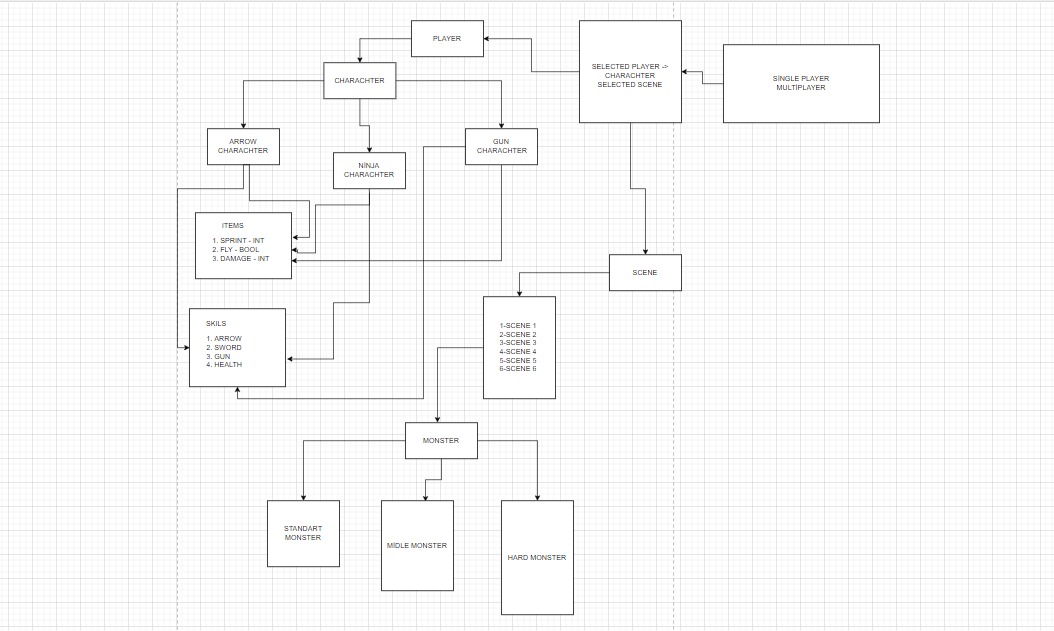 PLAYER
CHARACHTER
SELECTED PLAYER ->
CHARACHTER
SELECTED SCENE
SİNGLE PLAYER
MULTİPLAYER
ARROW
CHARACHTER
NİNJA
CHARACHTER
GUN
CHARACHTER
İTEMS
1. SPRINT - INT
2. FLY - BOOL
3. DAMAGE - INT
SCENE
SKILS
1. ARROW
2. SWORD
3. GUN
4. HEALTH
1-SCENE 1
2-SCENE 2
3-SCENE 3
4-SCENE 4
5-SCENE 5
6-SCENE 6
MONSTER
STANDART
MONSTER
MİDLE MONSTER
HARD MONSTER